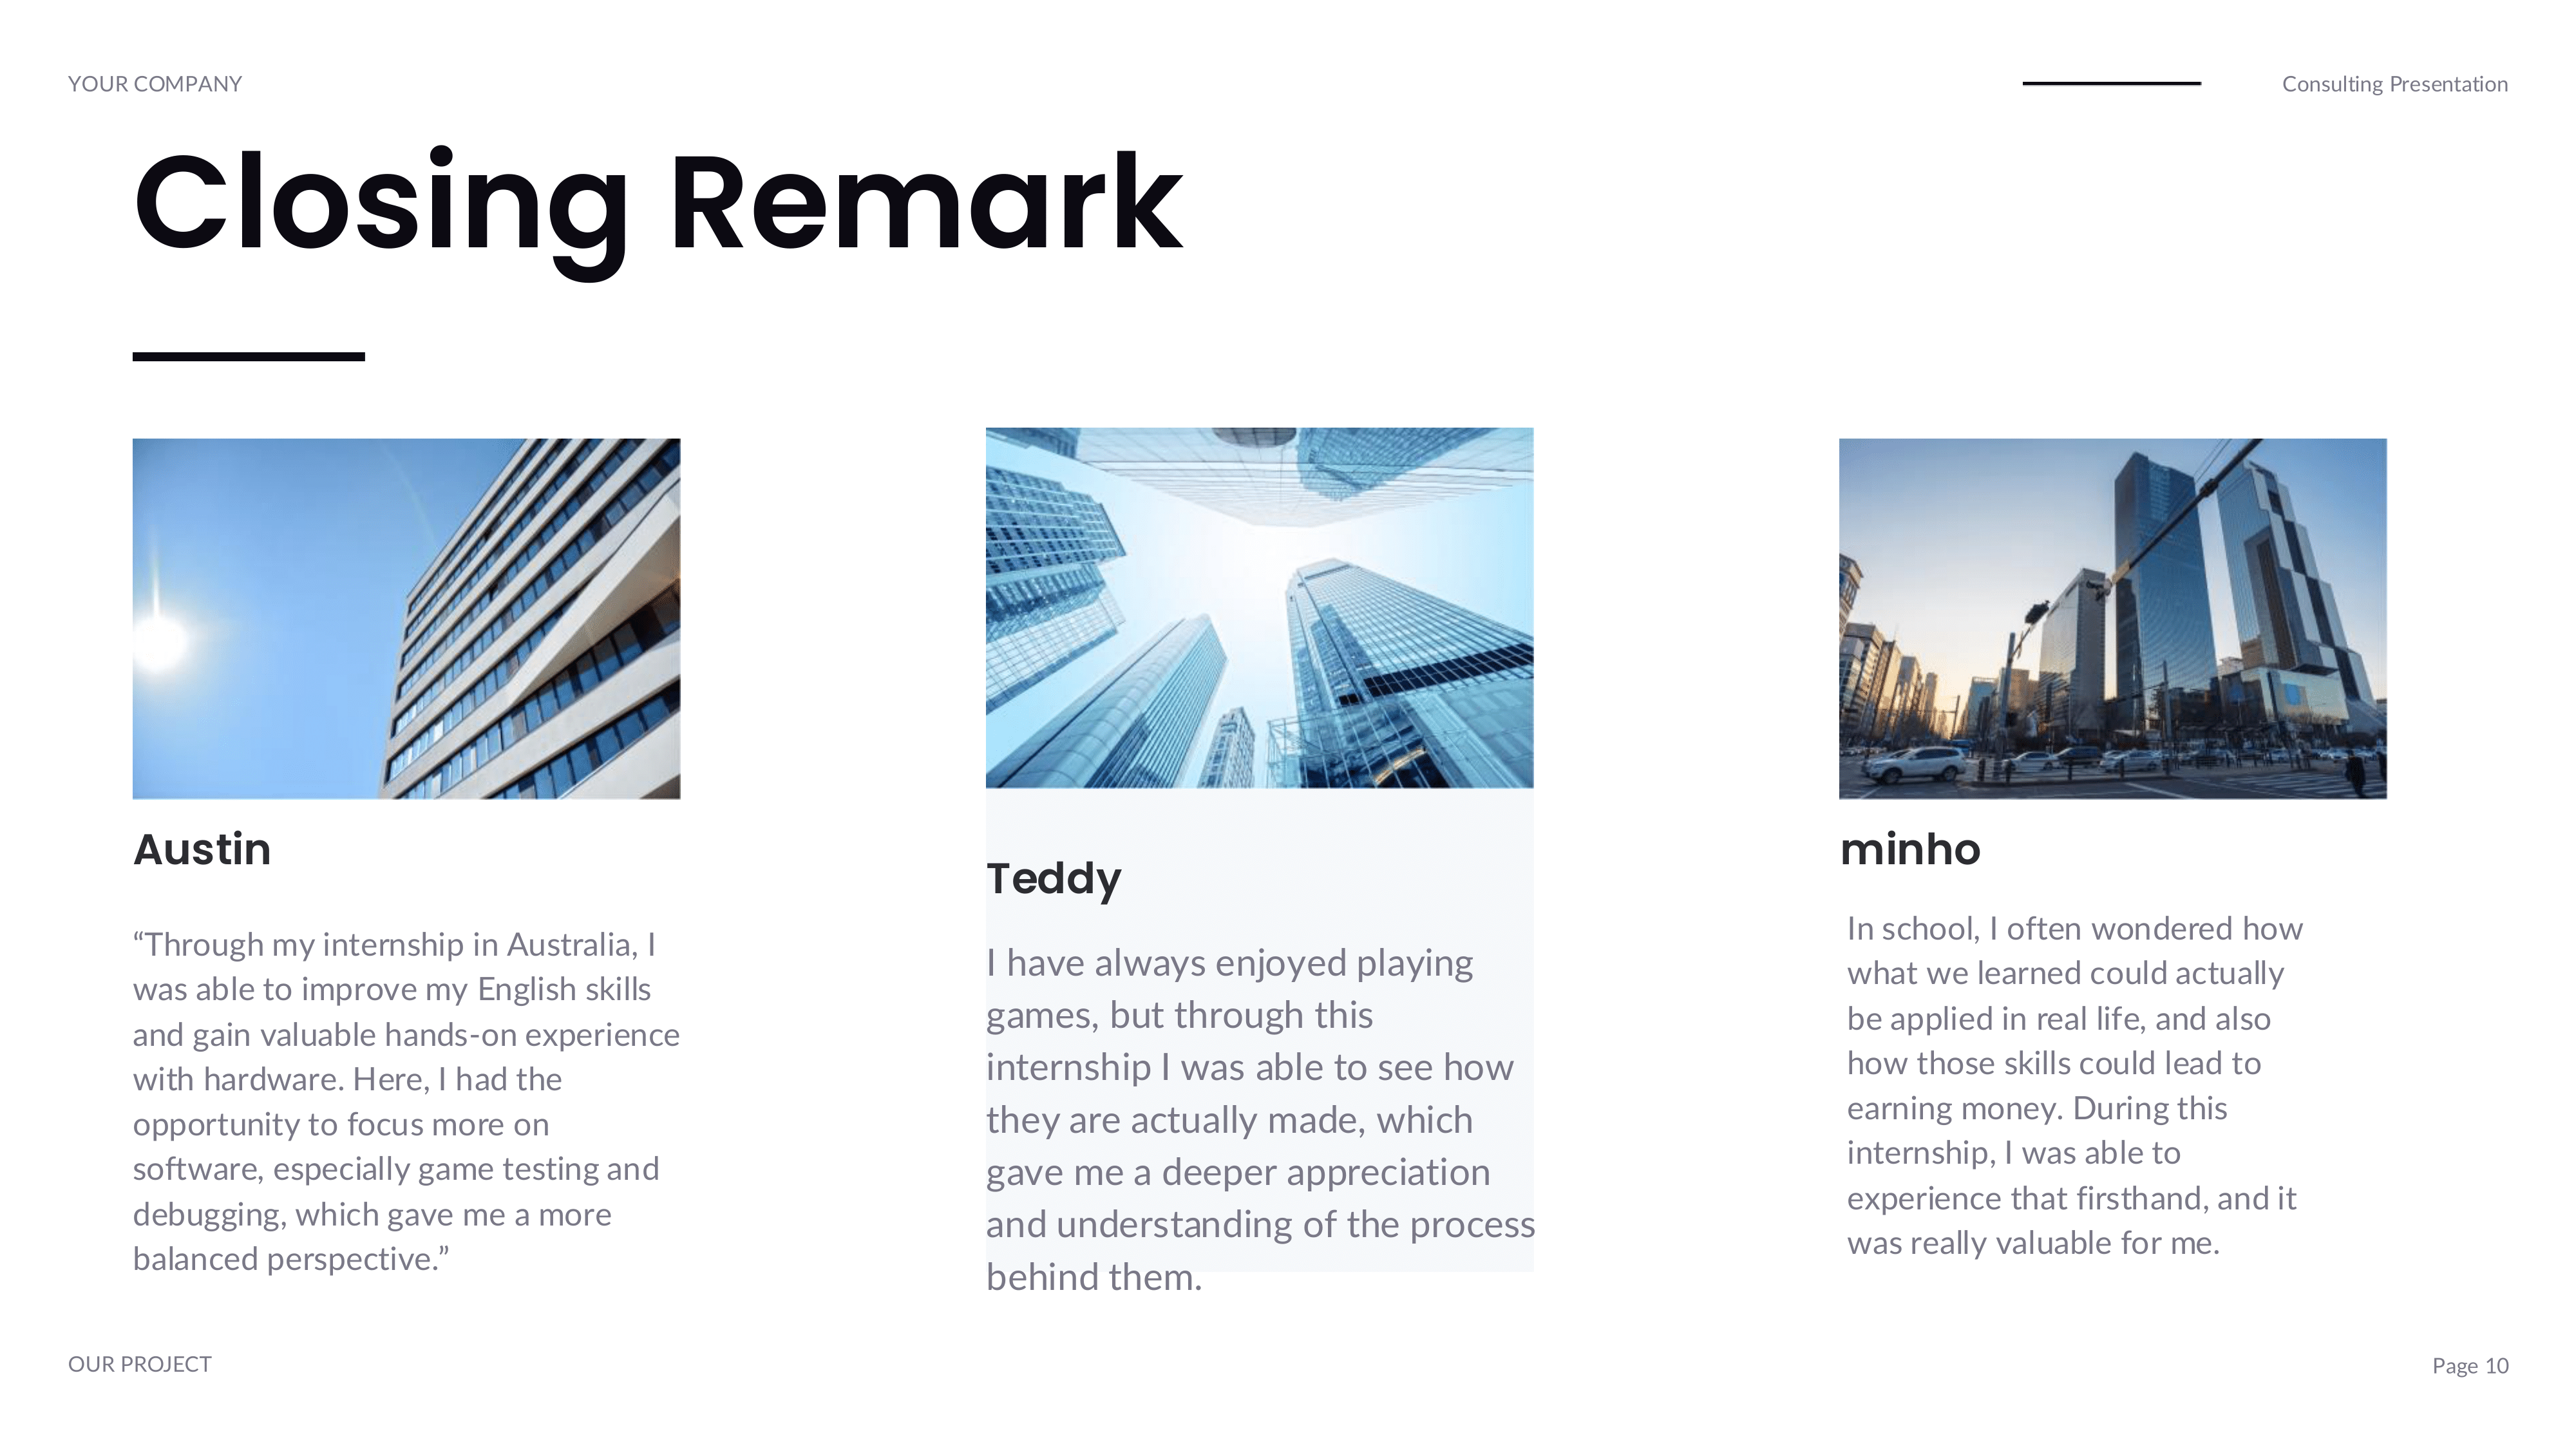 YOUR COMPANY
Consulting Presentation
Closing Remark
Austin
“Through my internship in Australia, I
was able to improve my English skills
and gain valuable hands-on experience
with hardware. Here, I had the
opportunity to focus more on
software, especially game testing and
debugging, which gave me a more
balanced perspective.”
Teddy
I have always enjoyed playing
games, but through this
internship I was able to see how
they are actually made, which
gave me a deeper appreciation
and understanding of the process
behind them.
minho
In school, I often wondered how
what we learned could actually
be applied in real life, and also
how those skills could lead to
earning money. During this
internship, I was able to
experience that firsthand, and it
was really valuable for me.
OUR PROJECT
Page 10